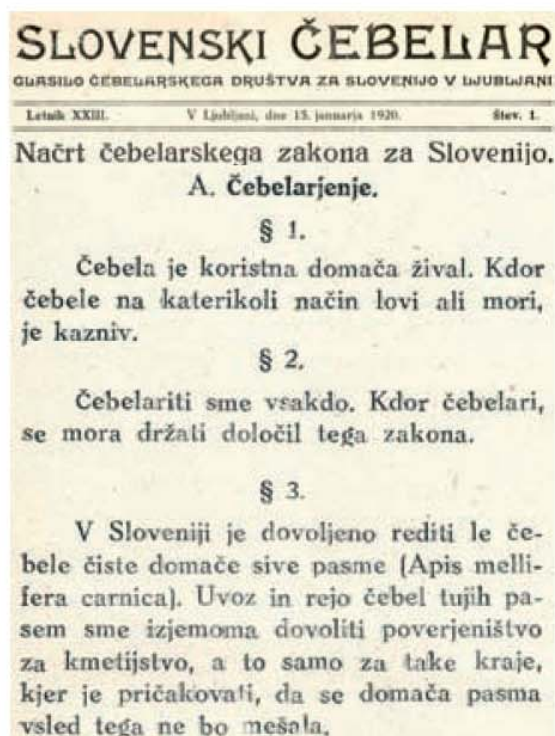 SLOVENSKI ČEBELAR
GLASILO ČEBELARSKEGA DRUŠTVA ZA SLOVENIJO V LJUBLJANI
Letnik XXIII. V Ljubljani, dne 15. januarja 1920. Štev. 1.
Načrt čebelarskega zakona za Slovenijo.
A. Čebelarjenje.
§ 1.
Čebela je koristna domača žival. Kdor
čebele na katerikoli način lovi ali mori,
je kazniv.
§ 2.
Čebelariti sme vsakdo. Kdor čebelari,
se mora držati določil tega zakona.
§ 3.
V Sloveniji je dovoljeno rediti le če-
bele čiste domače sive pasme (Apis melli-
fera carnica). Uvoz in rejo čebel tujih pa-
sem sme izjemoma dovoliti poverjeništvo
za kmetijstvo, a to samo za take kraje,
kjer je pričakovati, da se domača pasma
vsled tega ne bo mešala.